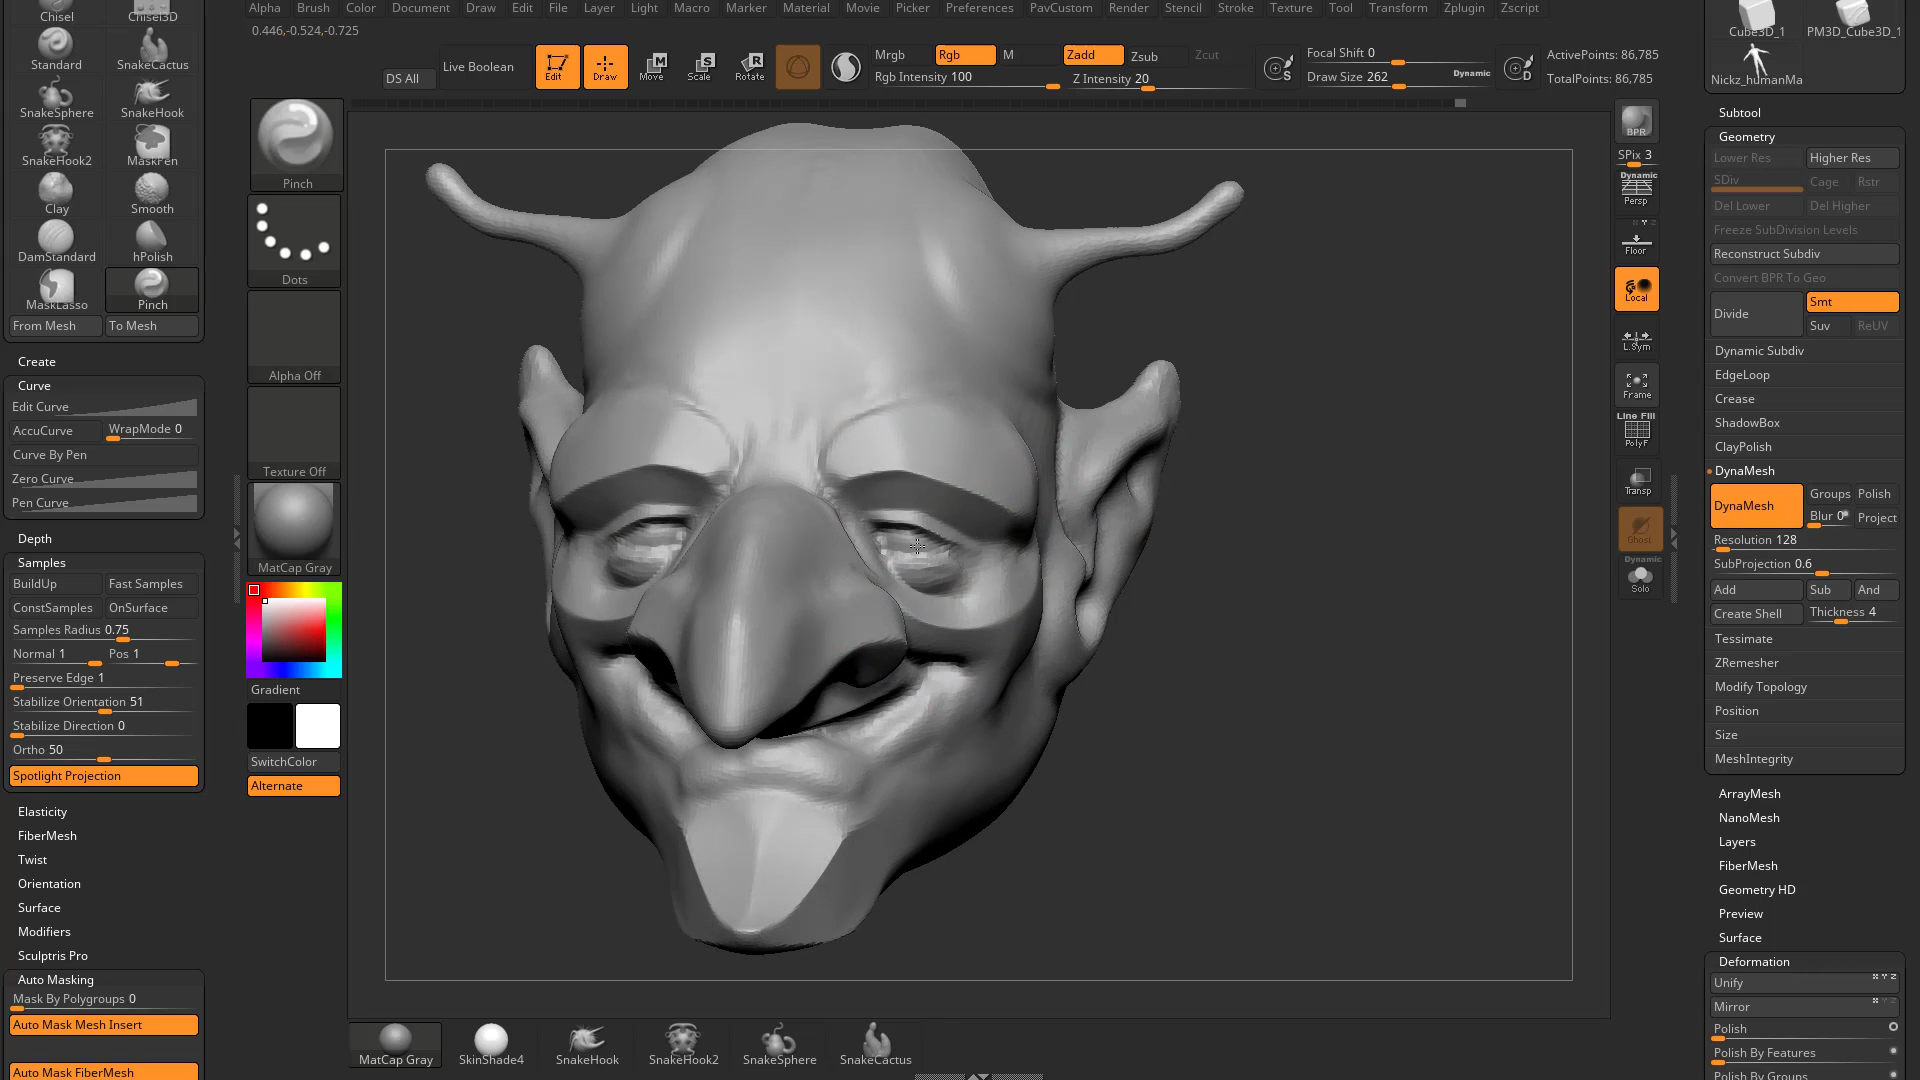 Alpha Brush Color Document Draw Edit File Layer Light Macro Marker Material Movie Picker Preferences PavCustom Render Stencil Stroke Texture Tool Transform Zplugin Zscript
0.446,-0.524,-0.725
Chisel Chisel3D
Standard SnakeCactus
SnakeSphere SnakeHook
SnakeHook2 MaskPen
Clay Smooth
DamStandard hPolish
MaskLasso Pinch
From Mesh To Mesh
Create
Curve
Edit Curve
AccuCurve WrapMode 0
Curve By Pen
Zero Curve
Pen Curve
Depth
Samples
BuildUp Fast Samples
ConstSamples OnSurface
Samples Radius 0.75
Normal 1 Pos 1
Preserve Edge 1
Stabilize Orientation 51
Stabilize Direction 0
Ortho 50
Spotlight Projection
Elasticity
FiberMesh
Twist
Orientation
Surface
Modifiers
Sculptris Pro
Auto Masking
Mask By Polygroups 0
Auto Mask Mesh Insert
Auto Mask FiberMesh
DS All
Live Boolean
Edit Draw Move Scale Rotate
Mrgb Rgb M Zadd Zsub Zcut
Rgb Intensity 100 Z Intensity 20
S
Focal Shift 0
Draw Size 262 Dynamic
D
ActivePoints: 86,785
TotalPoints: 86,785
Pinch
Dots
Alpha Off
Texture Off
MatCap Gray
Gradient
SwitchColor
Alternate
MatCap Gray SkinShade4 SnakeHook SnakeHook2 SnakeSphere SnakeCactus
BPR
SPix 3
Dynamic
Persp
X Y Z
Floor
Local
L.Sym
Frame
Line Fill
PolyF
Transp
Ghost
Dynamic
Solo
Cube3D_1 PM3D_Cube3D_1
Nickz_humanMa
Subtool
Geometry
Lower Res Higher Res
SDiv Cage Rstr
Del Lower Del Higher
Freeze SubDivision Levels
Reconstruct Subdiv
Convert BPR To Geo
Divide Smt
Suv ReUV
Dynamic Subdiv
EdgeLoop
Crease
ShadowBox
ClayPolish
DynaMesh
DynaMesh Groups Polish
Blur 0 Project
Resolution 128
SubProjection 0.6
Add Sub And
Create Shell Thickness 4
Tessimate
ZRemesher
Modify Topology
Position
Size
MeshIntegrity
ArrayMesh
NanoMesh
Layers
FiberMesh
Geometry HD
Preview
Surface
Deformation
Unify X Y Z
Mirror X Y Z
Polish
Polish By Features
Polish By Groups